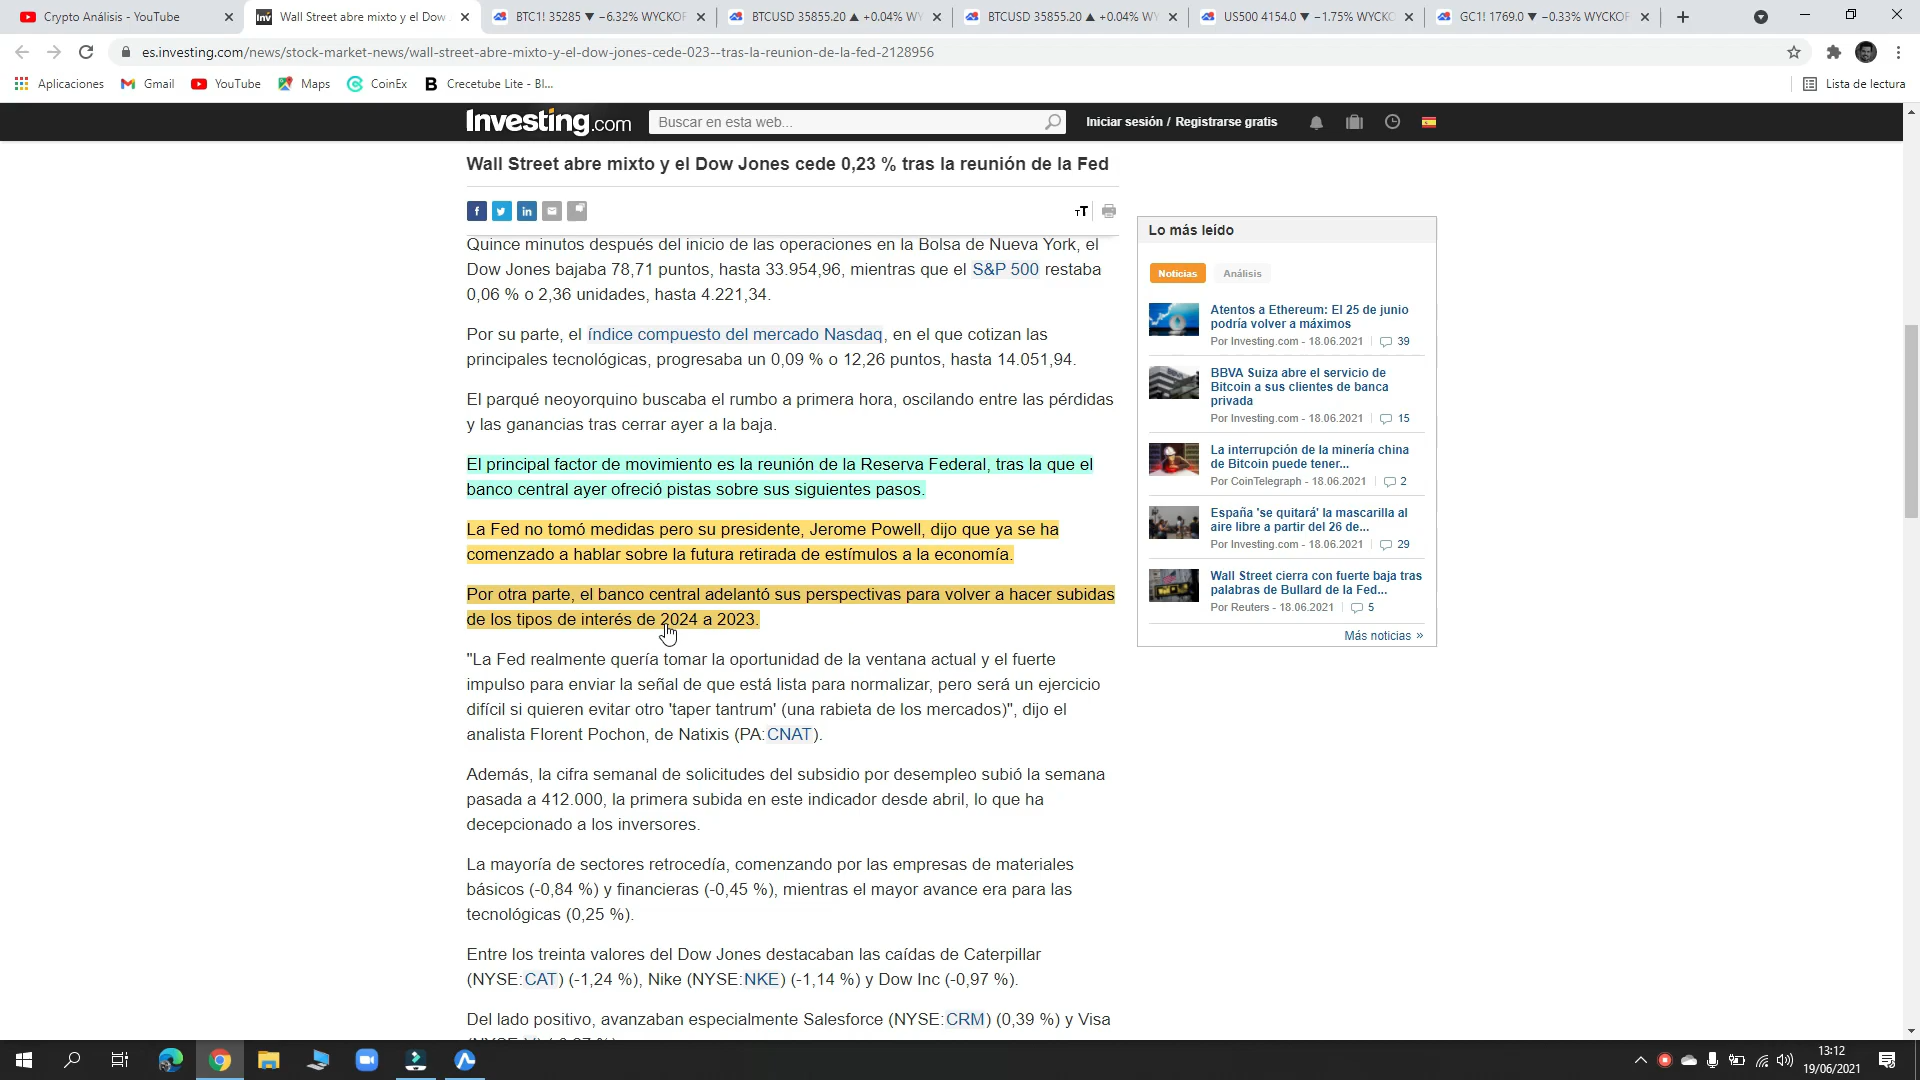 Crypto Análisis - YouTube
Wall Street abre mixto y el Dow
BTC1! 35285 ▼ −6.32% WYCKOF
BTCUSD 35855.20 ▲ +0.04% WY
BTCUSD 35855.20 ▲ +0.04% WY
US500 4154.0 ▼ −1.75% WYCKO
GC1! 1769.0 ▼ −0.33% WYCKOF
es.investing.com/news/stock-market-news/wall-street-abre-mixto-y-el-dow-jones-cede-023--tras-la-reunion-de-la-fed-2128956
Aplicaciones
Gmail
YouTube
Maps
CoinEx
Crecetube Lite - Bl...
Lista de lectura
Investing.com
Buscar en esta web...
Iniciar sesión / Registrarse gratis
Wall Street abre mixto y el Dow Jones cede 0,23 % tras la reunión de la Fed
Quince minutos después del inicio de las operaciones en la Bolsa de Nueva York, el
Dow Jones bajaba 78,71 puntos, hasta 33.954,96, mientras que el S&P 500 restaba
0,06 % o 2,36 unidades, hasta 4.221,34.
Por su parte, el índice compuesto del mercado Nasdaq, en el que cotizan las
principales tecnológicas, progresaba un 0,09 % o 12,26 puntos, hasta 14.051,94.
El parqué neoyorquino buscaba el rumbo a primera hora, oscilando entre las pérdidas
y las ganancias tras cerrar ayer a la baja.
El principal factor de movimiento es la reunión de la Reserva Federal, tras la que el
banco central ayer ofreció pistas sobre sus siguientes pasos.
La Fed no tomó medidas pero su presidente, Jerome Powell, dijo que ya se ha
comenzado a hablar sobre la futura retirada de estímulos a la economía.
Por otra parte, el banco central adelantó sus perspectivas para volver a hacer subidas
de los tipos de interés de 2024 a 2023.
"La Fed realmente quería tomar la oportunidad de la ventana actual y el fuerte
impulso para enviar la señal de que está lista para normalizar, pero será un ejercicio
difícil si quieren evitar otro 'taper tantrum' (una rabieta de los mercados)", dijo el
analista Florent Pochon, de Natixis (PA:CNAT).
Además, la cifra semanal de solicitudes del subsidio por desempleo subió la semana
pasada a 412.000, la primera subida en este indicador desde abril, lo que ha
decepcionado a los inversores.
La mayoría de sectores retrocedía, comenzando por las empresas de materiales
básicos (-0,84 %) y financieras (-0,45 %), mientras el mayor avance era para las
tecnológicas (0,25 %).
Entre los treinta valores del Dow Jones destacaban las caídas de Caterpillar
(NYSE:CAT) (-1,24 %), Nike (NYSE:NKE) (-1,14 %) y Dow Inc (-0,97 %).
Del lado positivo, avanzaban especialmente Salesforce (NYSE:CRM) (0,39 %) y Visa
Lo más leído
Noticias
Análisis
Atentos a Ethereum: El 25 de junio
podría volver a máximos
Por Investing.com - 18.06.2021 39
BBVA Suiza abre el servicio de
Bitcoin a sus clientes de banca
privada
Por Investing.com - 18.06.2021 15
La interrupción de la minería china
de Bitcoin puede tener...
Por CoinTelegraph - 18.06.2021 2
España 'se quitará' la mascarilla al
aire libre a partir del 26 de...
Por Investing.com - 18.06.2021 29
Wall Street cierra con fuerte baja tras
palabras de Bullard de la Fed...
Por Reuters - 18.06.2021 5
Más noticias »
13:12
19/06/2021